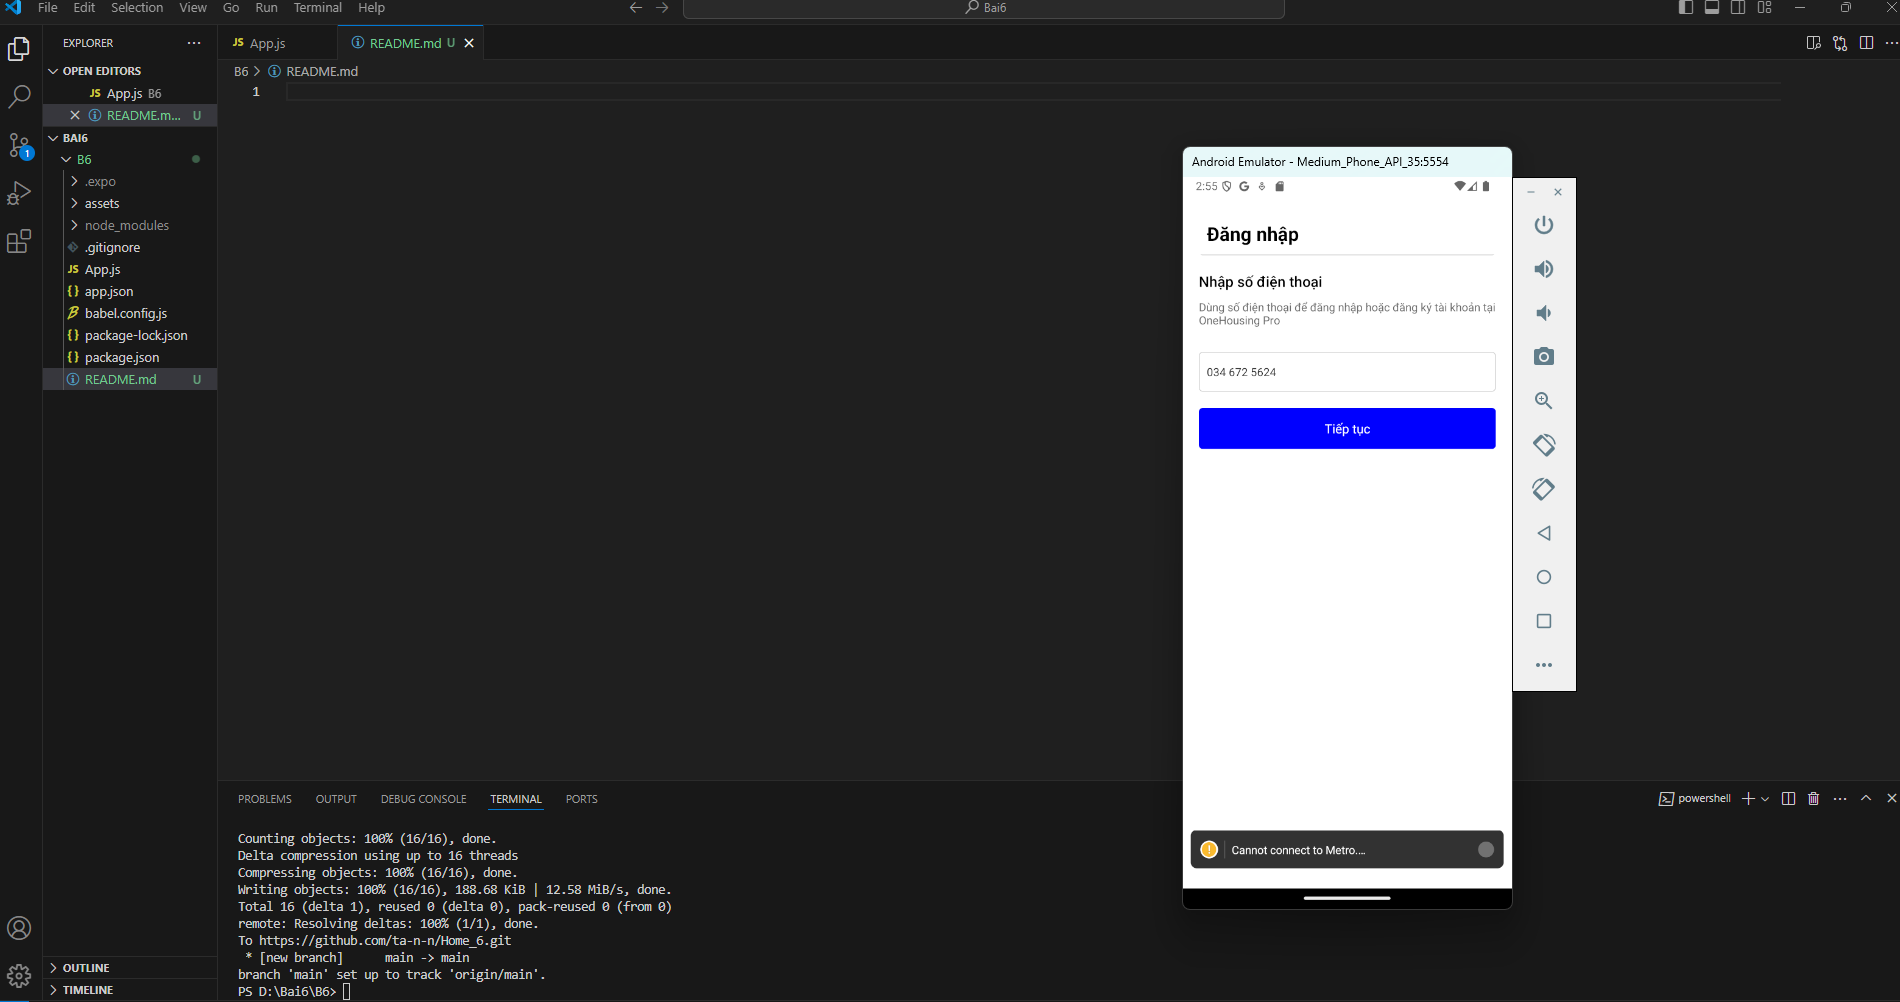 File Edit Selection View Go Run Terminal Help
Bai6
EXPLORER
OPEN EDITORS
JS App.js B6
README.m... U
BAI6
B6
.expo
assets
node_modules
.gitignore
JS App.js
{} app.json
babel.config.js
{} package-lock.json
{} package.json
README.md U
OUTLINE
TIMELINE
1
JS App.js
README.md U
B6 > README.md
1
Android Emulator - Medium_Phone_API_35:5554
2:55
Đăng nhập
Nhập số điện thoại
Dùng số điện thoại để đăng nhập hoặc đăng ký tài khoản tại
OneHousing Pro
034 672 5624
Tiếp tục
Cannot connect to Metro....
PROBLEMS OUTPUT DEBUG CONSOLE TERMINAL PORTS
powershell
Counting objects: 100% (16/16), done.
Delta compression using up to 16 threads
Compressing objects: 100% (16/16), done.
Writing objects: 100% (16/16), 188.68 KiB | 12.58 MiB/s, done.
Total 16 (delta 1), reused 0 (delta 0), pack-reused 0 (from 0)
remote: Resolving deltas: 100% (1/1), done.
To https://github.com/ta-n-n/Home_6.git
* [new branch] main -> main
branch 'main' set up to track 'origin/main'.
PS D:\Bai6\B6>